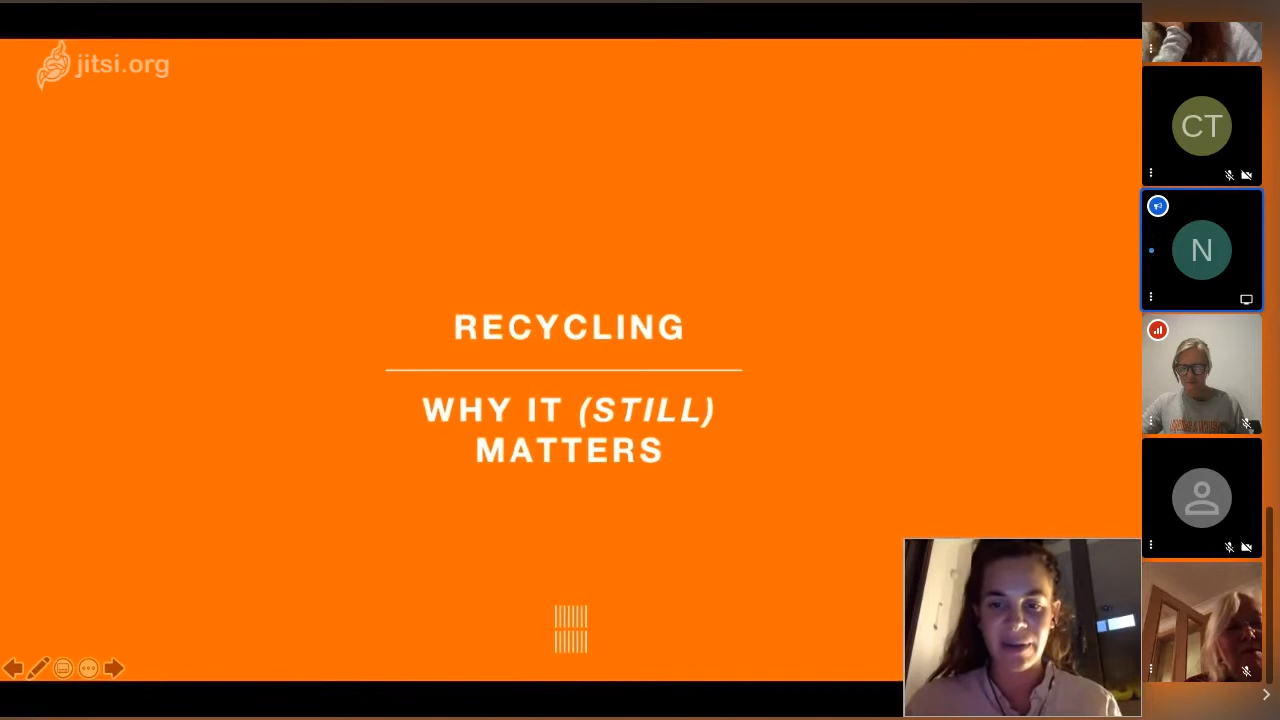 jitsi.org
RECYCLING
WHY IT (STILL)
MATTERS
CT
N